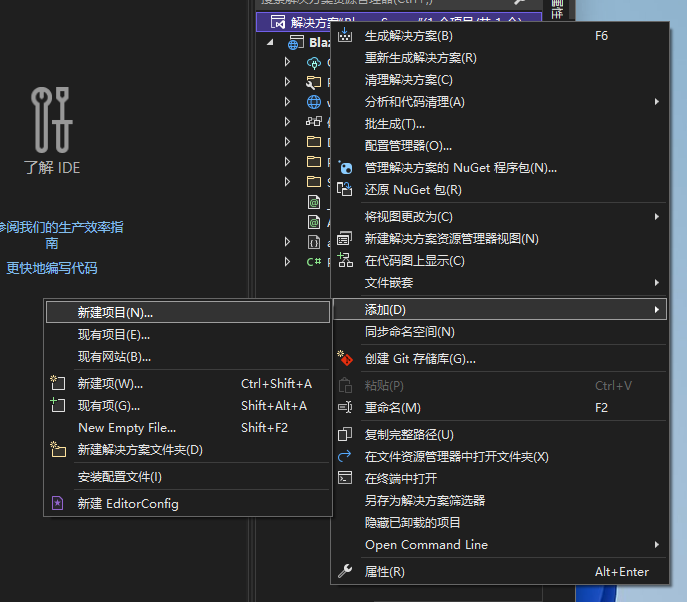 解决方案
生成解决方案(B) F6
重新生成解决方案(R)
清理解决方案(C)
分析和代码清理(A)
批生成(T)...
配置管理器(O)...
管理解决方案的 NuGet 程序包(N)...
还原 NuGet 包(R)
将视图更改为(C)
新建解决方案资源管理器视图(N)
在代码图上显示(C)
文件嵌套
添加(D)
同步命名空间(N)
创建 Git 存储库(G)...
粘贴(P) Ctrl+V
重命名(M) F2
复制完整路径(U)
在文件资源管理器中打开文件夹(X)
在终端中打开
另存为解决方案筛选器
隐藏已卸载的项目
Open Command Line
属性(R) Alt+Enter
了解 IDE
参阅我们的生产效率指
南
更快地编写代码
新建项目(N)...
现有项目(E)...
现有网站(B)...
新建项(W)... Ctrl+Shift+A
现有项(G)... Shift+Alt+A
New Empty File... Shift+F2
新建解决方案文件夹(D)
安装配置文件(I)
新建 EditorConfig